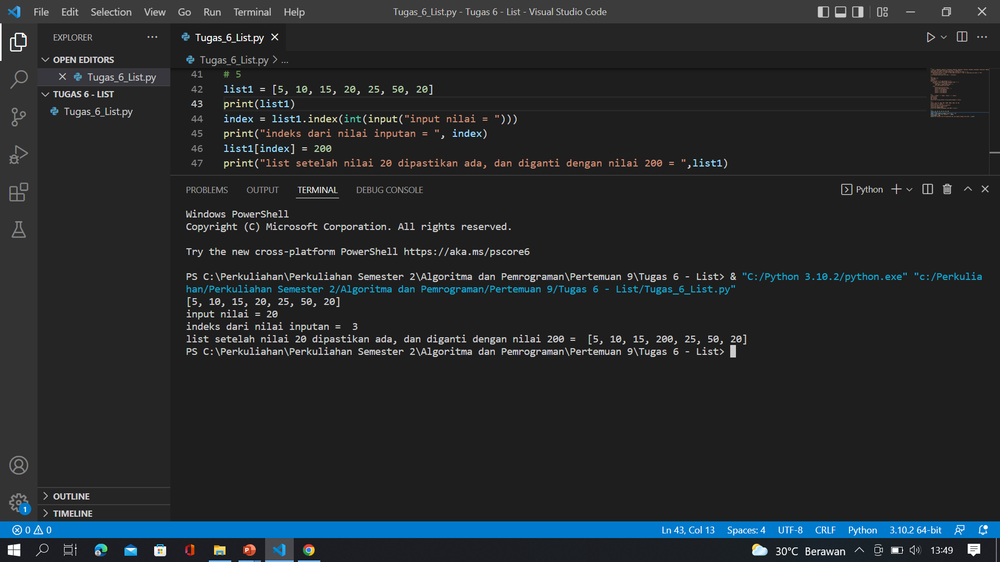 File Edit Selection View Go Run Terminal Help
Tugas_6_List.py - Tugas 6 - List - Visual Studio Code
EXPLORER
OPEN EDITORS
Tugas_6_List.py
TUGAS 6 - LIST
Tugas_6_List.py
OUTLINE
TIMELINE
Tugas_6_List.py
Tugas_6_List.py > ...
41 # 5
42 list1 = [5, 10, 15, 20, 25, 50, 20]
43 print(list1)
44 index = list1.index(int(input("input nilai = ")))
45 print("indeks dari nilai inputan = ", index)
46 list1[index] = 200
47 print("list setelah nilai 20 dipastikan ada, dan diganti dengan nilai 200 = ",list1)
PROBLEMS OUTPUT TERMINAL DEBUG CONSOLE
Python
Windows PowerShell
Copyright (C) Microsoft Corporation. All rights reserved.
Try the new cross-platform PowerShell https://aka.ms/pscore6
PS C:\Perkuliahan\Perkuliahan Semester 2\Algoritma dan Pemrograman\Pertemuan 9\Tugas 6 - List> & "C:/Python 3.10.2/python.exe" "c:/Perkulia
han/Perkuliahan Semester 2/Algoritma dan Pemrograman/Pertemuan 9/Tugas 6 - List/Tugas_6_List.py"
[5, 10, 15, 20, 25, 50, 20]
input nilai = 20
indeks dari nilai inputan =  3
list setelah nilai 20 dipastikan ada, dan diganti dengan nilai 200 =  [5, 10, 15, 200, 25, 50, 20]
PS C:\Perkuliahan\Perkuliahan Semester 2\Algoritma dan Pemrograman\Pertemuan 9\Tugas 6 - List>
1
0 0
Ln 43, Col 13 Spaces: 4 UTF-8 CRLF Python 3.10.2 64-bit
30°C Berawan
13:49